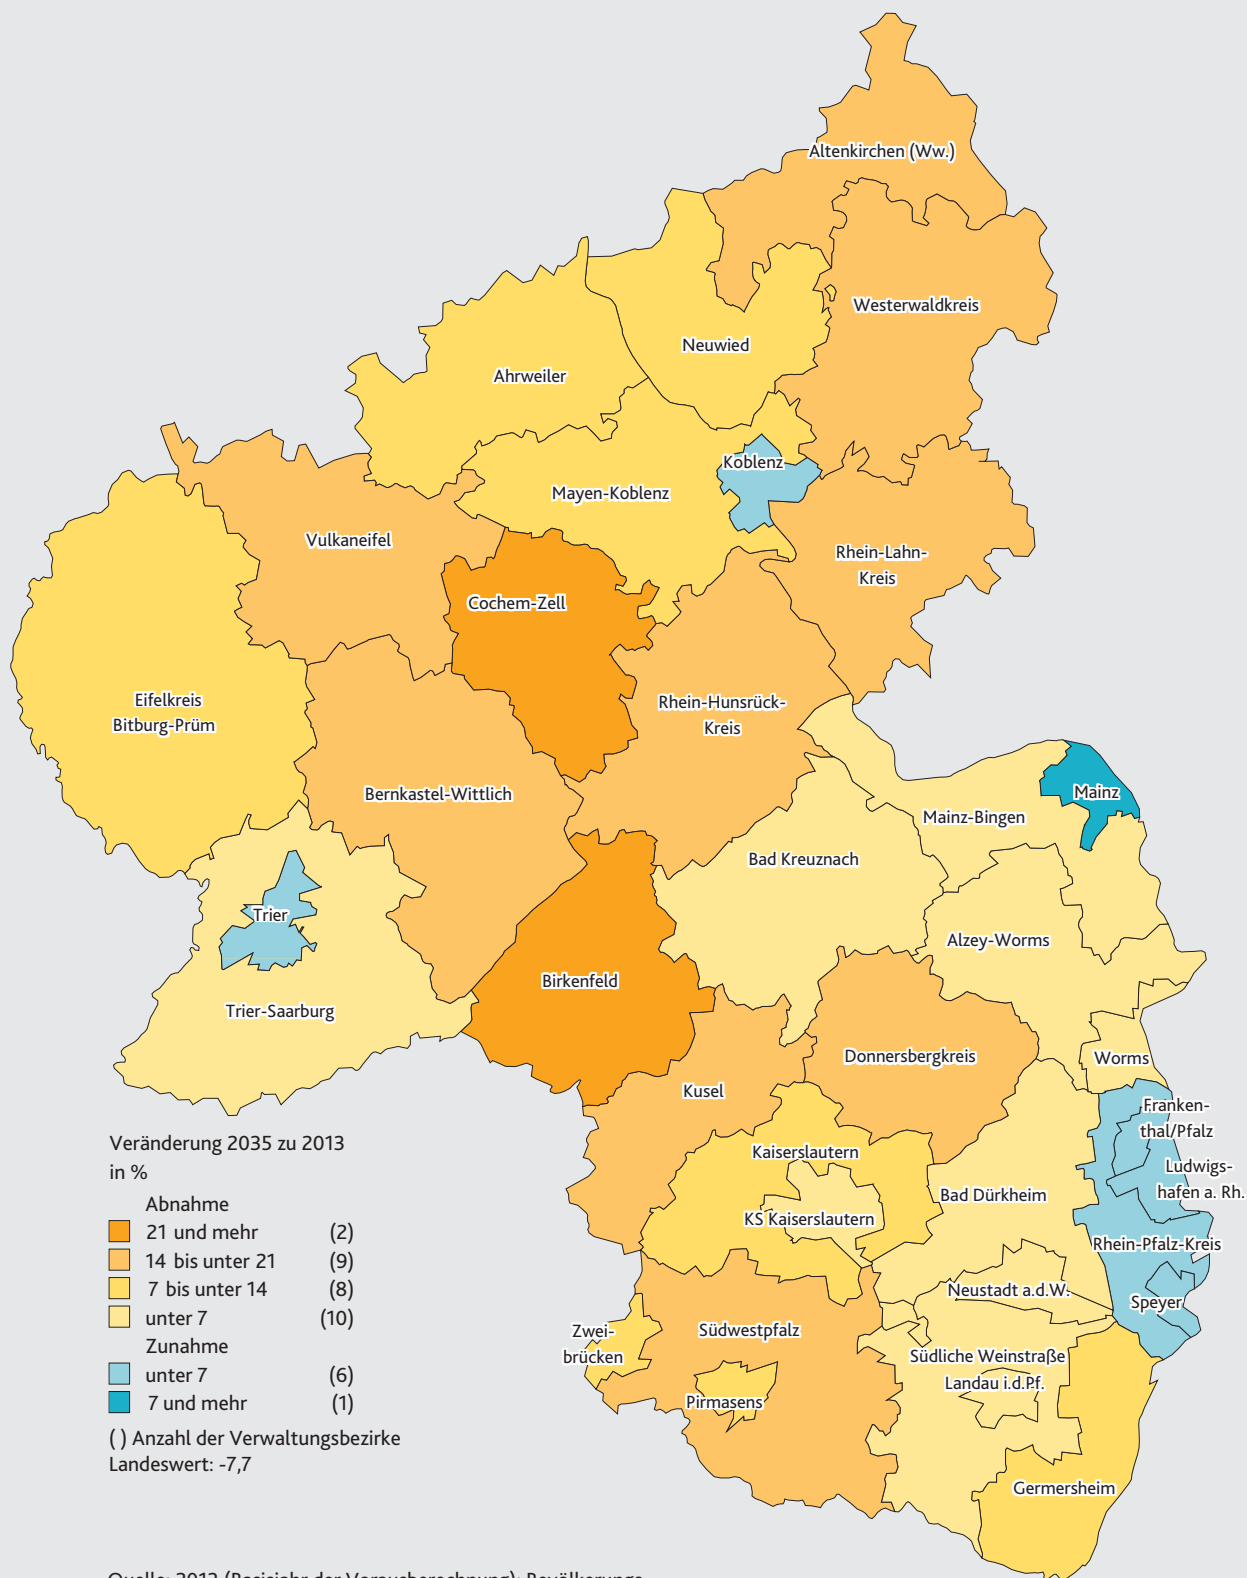 Altenkirchen (Ww.)
Westerwaldkreis
Neuwied
Ahrweiler
Koblenz
Mayen-Koblenz
Vulkaneifel
Rhein-Lahn-
Kreis
Cochem-Zell
Eifelkreis
Bitburg-Prüm
Rhein-Hunsrück-
Kreis
Bernkastel-Wittlich
Mainz
Mainz-Bingen
Bad Kreuznach
Trier
Alzey-Worms
Birkenfeld
Trier-Saarburg
Donnersbergkreis
Worms
Kusel
Franken-
thal/Pfalz
Kaiserslautern
Ludwigs-
hafen a. Rh.
Bad Dürkheim
KS Kaiserslautern
Rhein-Pfalz-Kreis
Neustadt a.d.W.
Speyer
Zwei-
brücken
Südwestpfalz
Südliche Weinstraße
Landau i.d.Pf.
Pirmasens
Germersheim
Veränderung 2035 zu 2013
in %
Abnahme
21 und mehr (2)
14 bis unter 21 (9)
7 bis unter 14 (8)
unter 7 (10)
Zunahme
unter 7 (6)
7 und mehr (1)
( ) Anzahl der Verwaltungsbezirke
Landeswert: -7,7